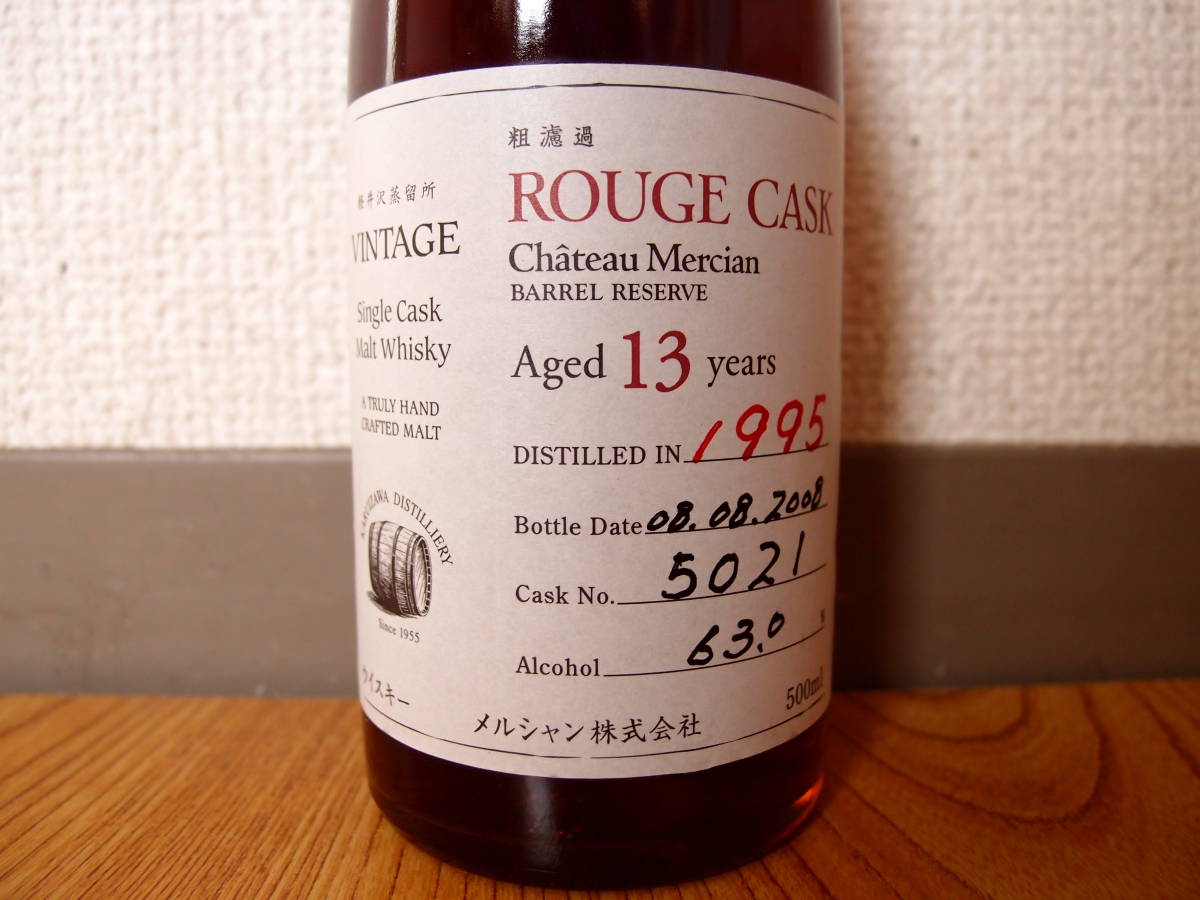 軽井沢蒸留所
VINTAGE
Single Cask
Malt Whisky
A TRULY HAND
CRAFTED MALT
KARUIZAWA DISTILLERY
Since 1955
ウイスキー
粗濾過
ROUGE CASK
Château Mercian
BARREL RESERVE
Aged 13 years
DISTILLED IN 1995
Bottle Date 08.08.2008
Cask No. 5021
Alcohol 63.0 %
500ml
メルシャン株式会社